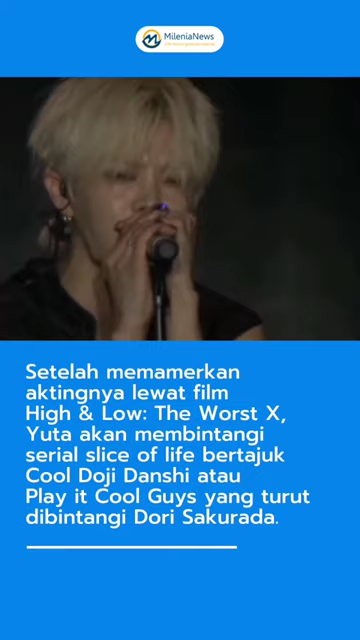 MileniaNews
Setelah memamerkan
aktingnya lewat film
High & Low: The Worst X,
Yuta akan membintangi
serial slice of life bertajuk
Cool Doji Danshi atau
Play it Cool Guys yang turut
dibintangi Dori Sakurada.